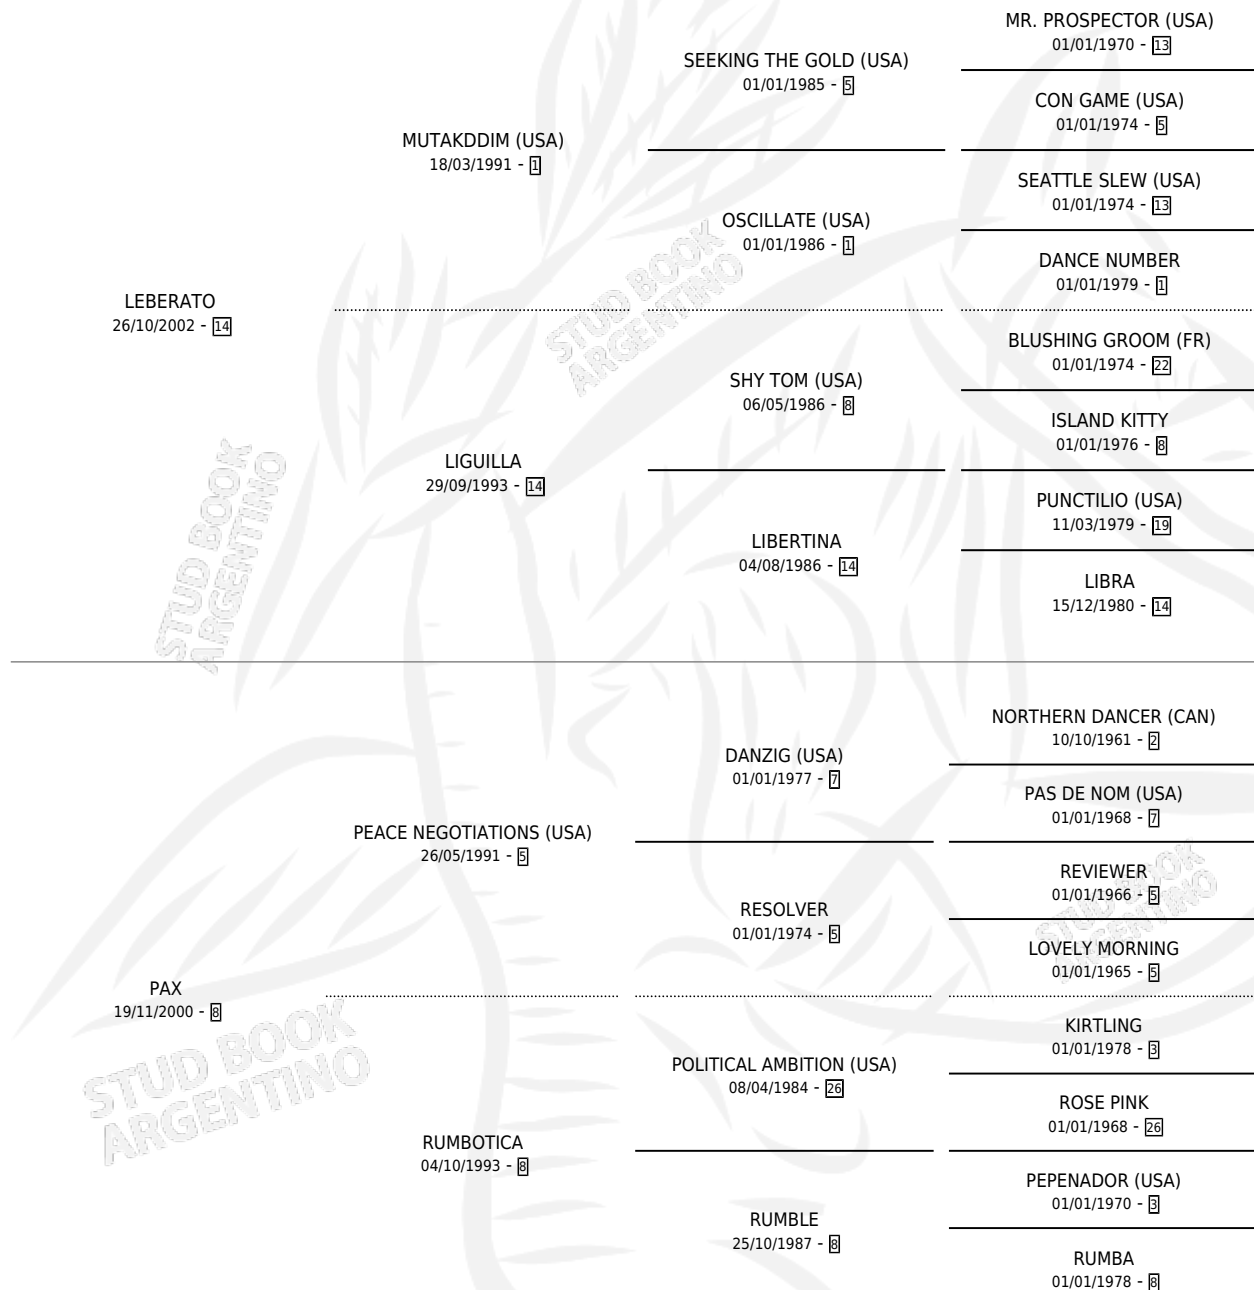 MR. PROSPECTOR (USA)
01/01/1970 - 13
SEEKING THE GOLD (USA)
01/01/1985 - 5
CON GAME (USA)
01/01/1974 - 5
MUTAKDDIM (USA)
18/03/1991 - 1
SEATTLE SLEW (USA)
01/01/1974 - 13
OSCILLATE (USA)
01/01/1986 - 1
DANCE NUMBER
01/01/1979 - 1
LEBERATO
26/10/2002 - 14
STUD BOOK
ARGENTINO
BLUSHING GROOM (FR)
01/01/1974 - 22
SHY TOM (USA)
06/05/1986 - 8
ISLAND KITTY
01/01/1976 - 8
LIGUILLA
29/09/1993 - 14
PUNCTILIO (USA)
11/03/1979 - 19
LIBERTINA
04/08/1986 - 14
LIBRA
15/12/1980 - 14
STUD BOOK
ARGENTINO
NORTHERN DANCER (CAN)
10/10/1961 - 2
DANZIG (USA)
01/01/1977 - 7
PAS DE NOM (USA)
01/01/1968 - 7
PEACE NEGOTIATIONS (USA)
26/05/1991 - 5
REVIEWER
01/01/1966 - 5
RESOLVER
01/01/1974 - 5
LOVELY MORNING
01/01/1965 - 5
STUD BOOK
ARGENTINO
PAX
19/11/2000 - 8
KIRTLING
01/01/1978 - 3
POLITICAL AMBITION (USA)
08/04/1984 - 26
ROSE PINK
01/01/1968 - 26
STUD BOOK
ARGENTINO
RUMBOTICA
04/10/1993 - 8
PEPENADOR (USA)
01/01/1970 - 3
RUMBLE
25/10/1987 - 8
RUMBA
01/01/1978 - 8